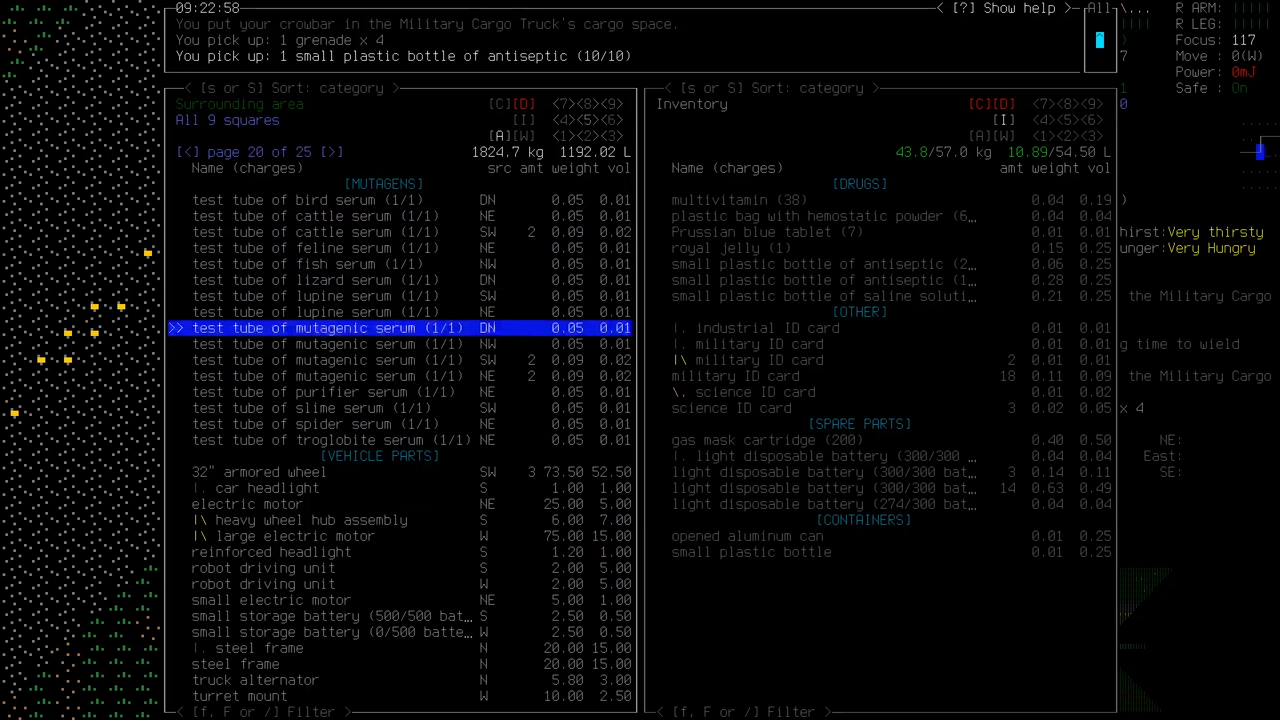 09:22:58
< [?] Show help >
All \...
You put your crowbar in the Military Cargo Truck's cargo space.
You pick up: 1 grenade x 4
You pick up: 1 small plastic bottle of antiseptic (10/10)
R ARM:
R LEG:
Focus: 117
Move : 0(W)
Power: 0mJ
Safe : On
7
1
0
)
hirst:Very thirsty
unger:Very Hungry
the Military Cargo
g time to wield
the Military Cargo
x 4
NE:
East:
SE:
< [s or S] Sort: category >
Surrounding area [C][D] <7><8><9>
All 9 squares [I] <4><5><6>
[A][W] <1><2><3>
[<] page 20 of 25 [>] 1824.7 kg 1192.02 L
Name (charges) src amt weight vol
[MUTAGENS]
test tube of bird serum (1/1) DN 0.05 0.01
test tube of cattle serum (1/1) NE 0.05 0.01
test tube of cattle serum (1/1) SW 2 0.09 0.02
test tube of feline serum (1/1) NE 0.05 0.01
test tube of fish serum (1/1) NW 0.05 0.01
test tube of lizard serum (1/1) DN 0.05 0.01
test tube of lupine serum (1/1) SW 0.05 0.01
test tube of lupine serum (1/1) NE 0.05 0.01
>> test tube of mutagenic serum (1/1) DN 0.05 0.01
test tube of mutagenic serum (1/1) NW 0.05 0.01
test tube of mutagenic serum (1/1) SW 2 0.09 0.02
test tube of mutagenic serum (1/1) NE 2 0.09 0.02
test tube of purifier serum (1/1) NE 0.05 0.01
test tube of slime serum (1/1) SW 0.05 0.01
test tube of spider serum (1/1) NE 0.05 0.01
test tube of troglobite serum (1/1) NE 0.05 0.01
[VEHICLE PARTS]
32" armored wheel SW 3 73.50 52.50
|. car headlight S 1.00 1.00
electric motor NE 25.00 5.00
|\ heavy wheel hub assembly S 6.00 7.00
|\ large electric motor W 75.00 15.00
reinforced headlight S 1.20 1.00
robot driving unit S 2.00 5.00
robot driving unit W 2.00 5.00
small electric motor NE 5.00 1.00
small storage battery (500/500 bat… S 2.50 0.50
small storage battery (0/500 batte… W 2.50 0.50
|. steel frame N 20.00 15.00
steel frame N 20.00 15.00
truck alternator N 5.80 3.00
turret mount W 10.00 2.50
< [f, F or /] Filter >
< [s or S] Sort: category >
Inventory [C][D] <7><8><9>
[I] <4><5><6>
[A][W] <1><2><3>
43.8/57.0 kg 10.89/54.50 L
Name (charges) amt weight vol
[DRUGS]
multivitamin (38) 0.04 0.19
plastic bag with hemostatic powder (6… 0.04 0.04
Prussian blue tablet (7) 0.01 0.01
royal jelly (1) 0.15 0.25
small plastic bottle of antiseptic (2… 0.06 0.25
small plastic bottle of antiseptic (1… 0.28 0.25
small plastic bottle of saline soluti… 0.21 0.25
[OTHER]
|. industrial ID card 0.01 0.01
|. military ID card 0.01 0.01
|\ military ID card 2 0.01 0.01
military ID card 18 0.11 0.09
\. science ID card 0.01 0.02
science ID card 3 0.02 0.05
[SPARE PARTS]
gas mask cartridge (200) 0.40 0.50
|. light disposable battery (300/300 … 0.04 0.04
light disposable battery (300/300 bat… 3 0.14 0.11
light disposable battery (300/300 bat… 14 0.63 0.49
light disposable battery (274/300 bat… 0.04 0.04
[CONTAINERS]
opened aluminum can 0.01 0.25
small plastic bottle 0.01 0.25
< [f, F or /] Filter >